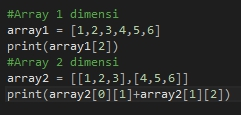 #Array 1 dimensi
array1 = [1,2,3,4,5,6]
print(array1[2])
#Array 2 dimensi
array2 = [[1,2,3],[4,5,6]]
print(array2[0][1]+array2[1][2])